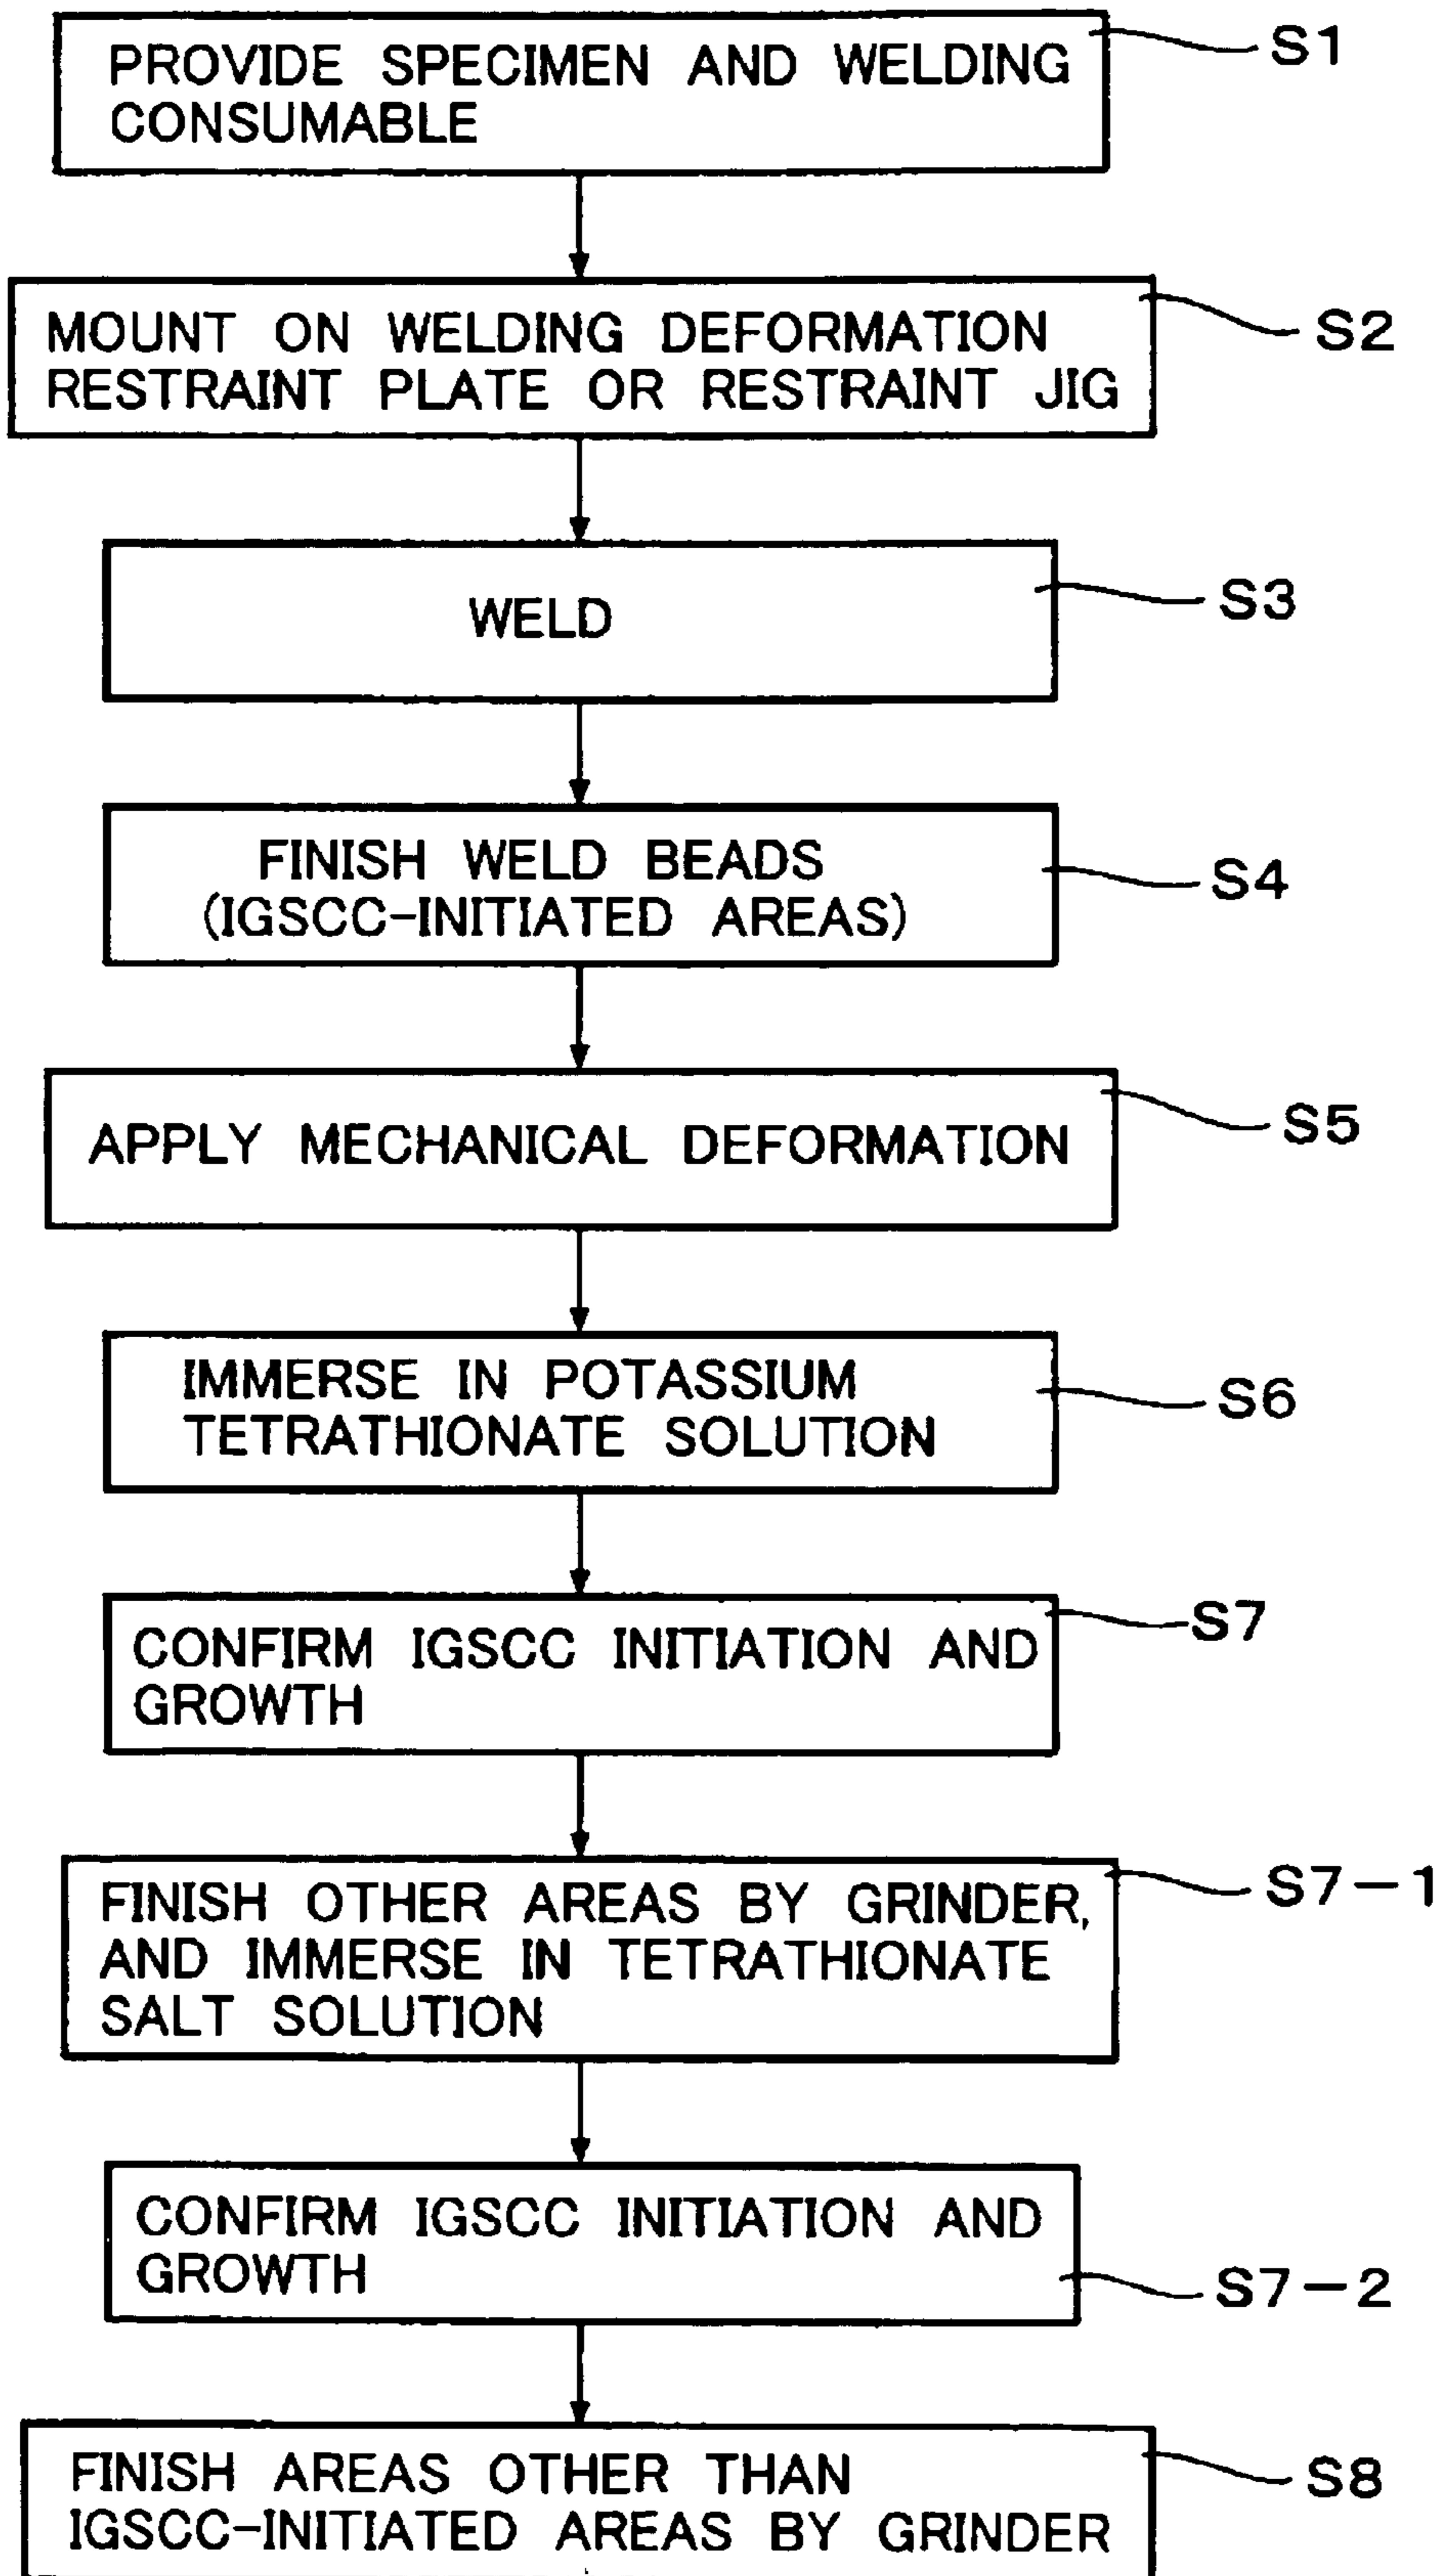 PROVIDE SPECIMEN AND WELDING
CONSUMABLE
S1
MOUNT ON WELDING DEFORMATION
RESTRAINT PLATE OR RESTRAINT JIG
S2
WELD
S3
FINISH WELD BEADS
(IGSCC-INITIATED AREAS)
S4
APPLY MECHANICAL DEFORMATION
S5
IMMERSE IN POTASSIUM
TETRATHIONATE SOLUTION
S6
CONFIRM IGSCC INITIATION AND
GROWTH
S7
FINISH OTHER AREAS BY GRINDER,
AND IMMERSE IN TETRATHIONATE
SALT SOLUTION
S7-1
CONFIRM IGSCC INITIATION AND
GROWTH
S7-2
FINISH AREAS OTHER THAN
IGSCC-INITIATED AREAS BY GRINDER
S8